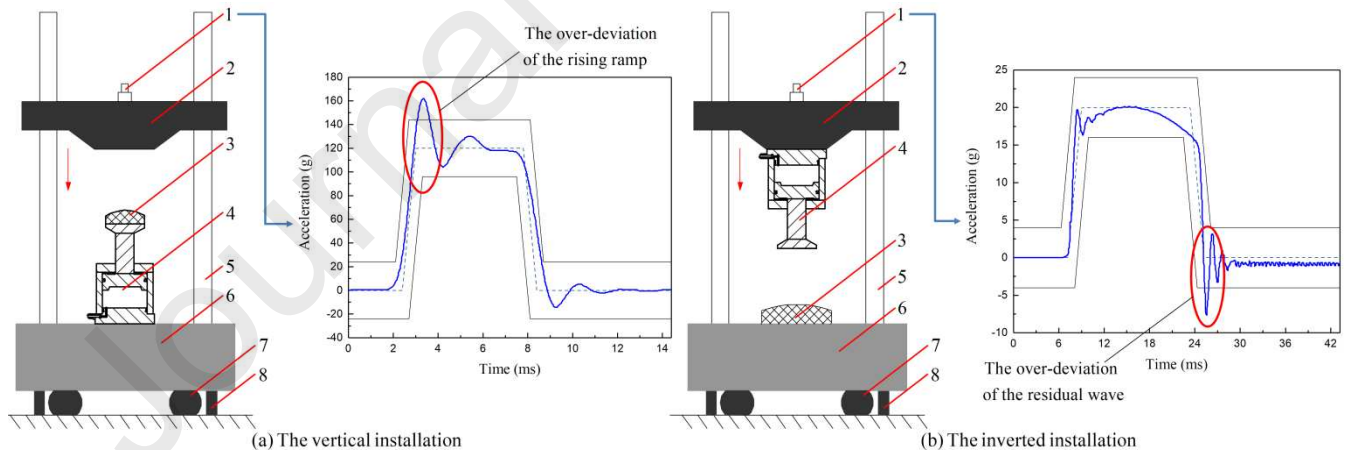 Journal
1
2
3
4
5
6
7
8
The over-deviation
of the rising ramp
180
160
140
120
100
80
60
40
20
0
-20
-40
Acceleration (g)
0 2 4 6 8 10 12 14
Time (ms)
(a) The vertical installation
1
2
4
3
5
6
7
8
25
20
15
10
5
0
-5
-10
Acceleration (g)
0 6 12 18 24 30 36 42
Time (ms)
The over-deviation
of the residual wave
(b) The inverted installation